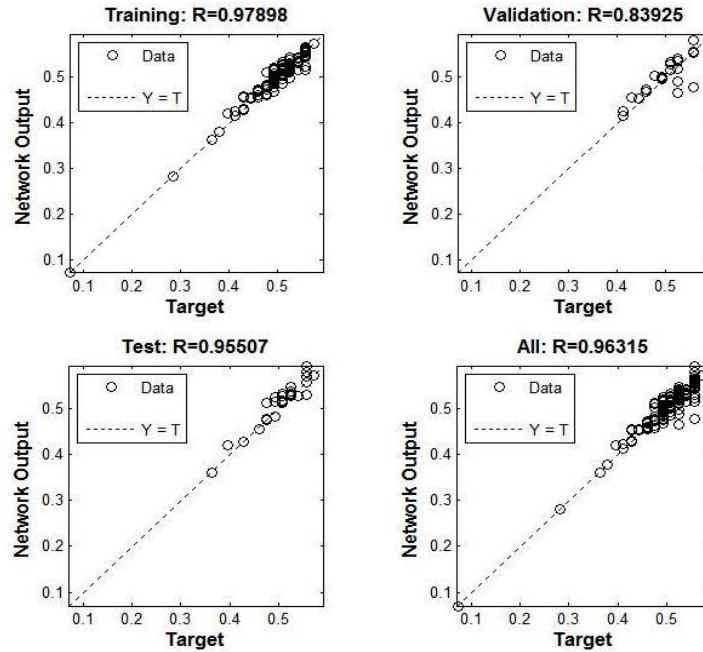 Training: R=0.97898
Network Output
0.5
0.4
0.3
0.2
0.1
Data
Y = T
0.1 0.2 0.3 0.4 0.5
Target
Validation: R=0.83925
Network Output
0.5
0.4
0.3
0.2
0.1
Data
Y = T
0.1 0.2 0.3 0.4 0.5
Target
Test: R=0.95507
Network Output
0.5
0.4
0.3
0.2
0.1
Data
Y = T
0.1 0.2 0.3 0.4 0.5
Target
All: R=0.96315
Network Output
0.5
0.4
0.3
0.2
0.1
Data
Y = T
0.1 0.2 0.3 0.4 0.5
Target